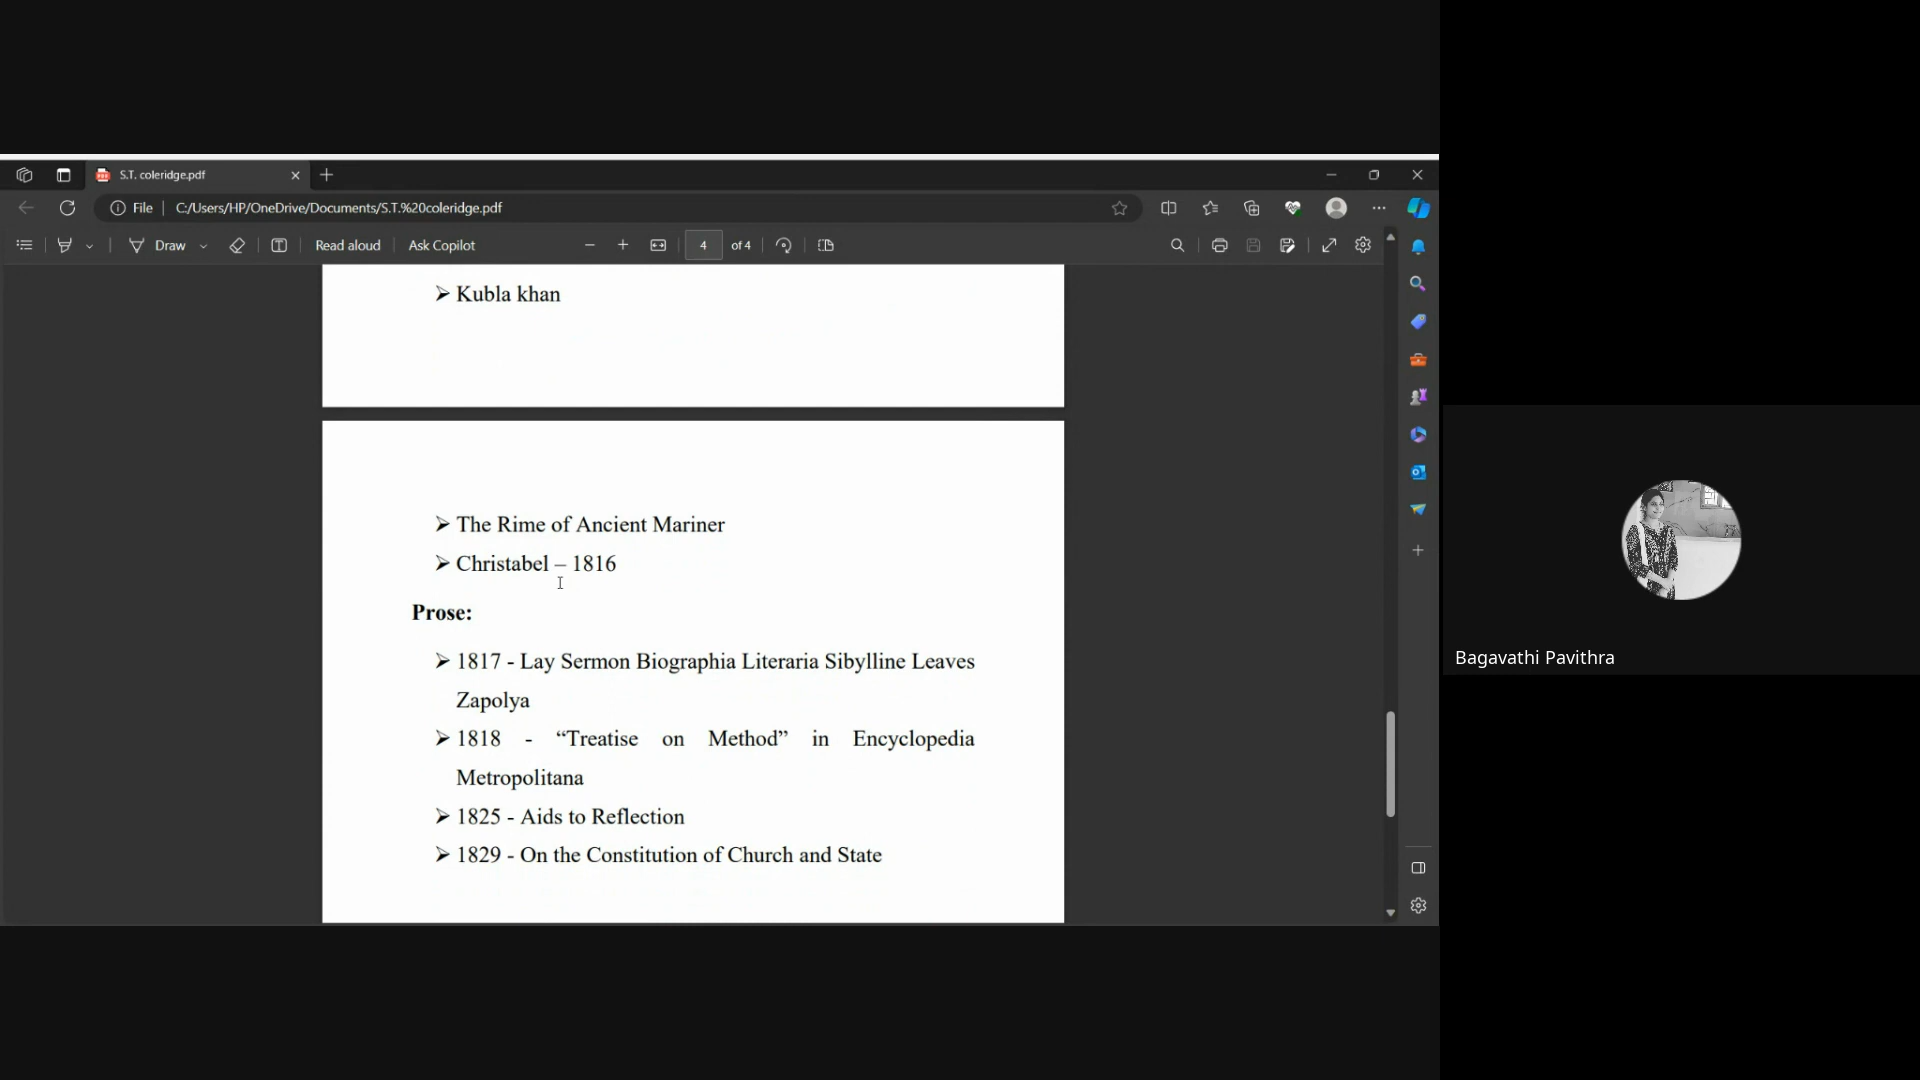 S.T. coleridge.pdf
File
C:/Users/HP/OneDrive/Documents/S.T.%20coleridge.pdf
Draw
Read aloud
Ask Copilot
4 of 4
➢ Kubla khan
➢ The Rime of Ancient Mariner
➢ Christabel – 1816
Prose:
➢ 1817 - Lay Sermon Biographia Literaria Sibylline Leaves
Zapolya
➢ 1818 - “Treatise on Method” in Encyclopedia
Metropolitana
➢ 1825 - Aids to Reflection
➢ 1829 - On the Constitution of Church and State
Bagavathi Pavithra